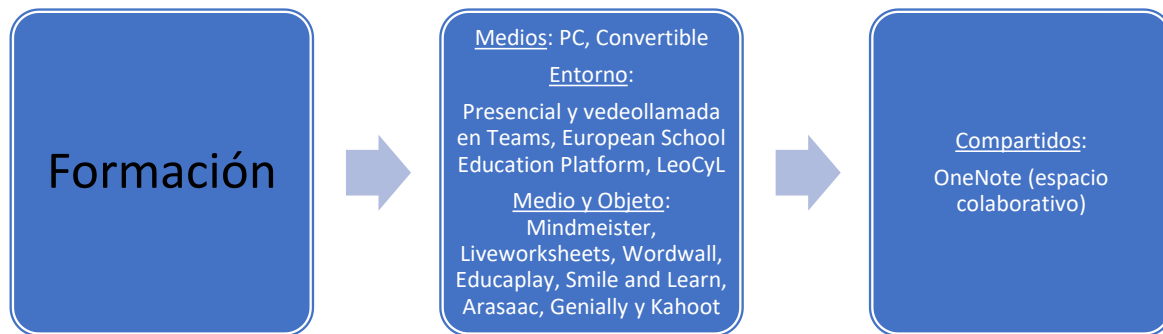 Formación
Medios: PC, Convertible
Entorno:
Presencial y vedeollamada
en Teams, European School
Education Platform, LeoCyL
Medio y Objeto:
Mindmeister,
Liveworksheets, Wordwall,
Educaplay, Smile and Learn,
Arasaac, Genially y Kahoot
Compartidos:
OneNote (espacio
colaborativo)